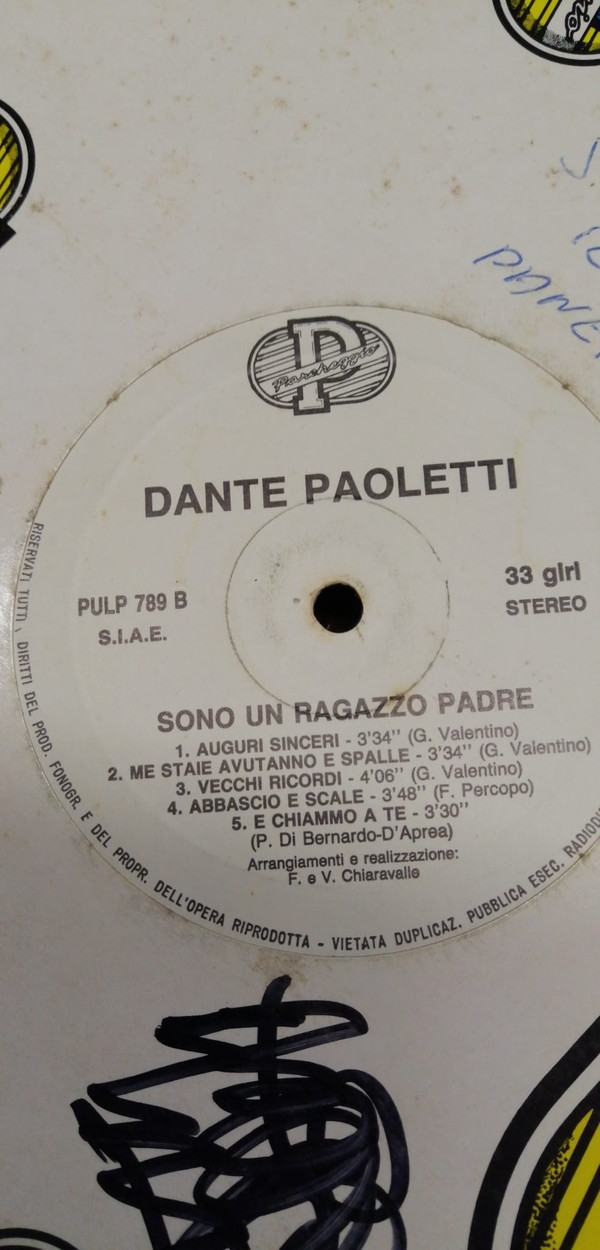 PANE
P
Parcheggio
DANTE PAOLETTI
PULP 789 B
S.I.A.E.
33 giri
STEREO
SONO UN RAGAZZO PADRE
1. AUGURI SINCERI - 3'34'' (G. Valentino)
2. ME STAIE AVUTANNO E SPALLE - 3'34'' (G. Valentino)
3. VECCHI RICORDI - 4'06'' (G. Valentino)
4. ABBASCIO E SCALE - 3'48'' (F. Percopo)
5. E CHIAMMO A TE - 3'30''
(P. Di Bernardo-D'Aprea)
Arrangiamenti e realizzazione:
F. e V. Chiaravalle
RISERVATI TUTTI I DIRITTI DEL PROD. FONOGR. E DEL PROPR. DELL'OPERA RIPRODOTTA - VIETATA DUPLICAZ. PUBBLICA ESEC. RADIODI